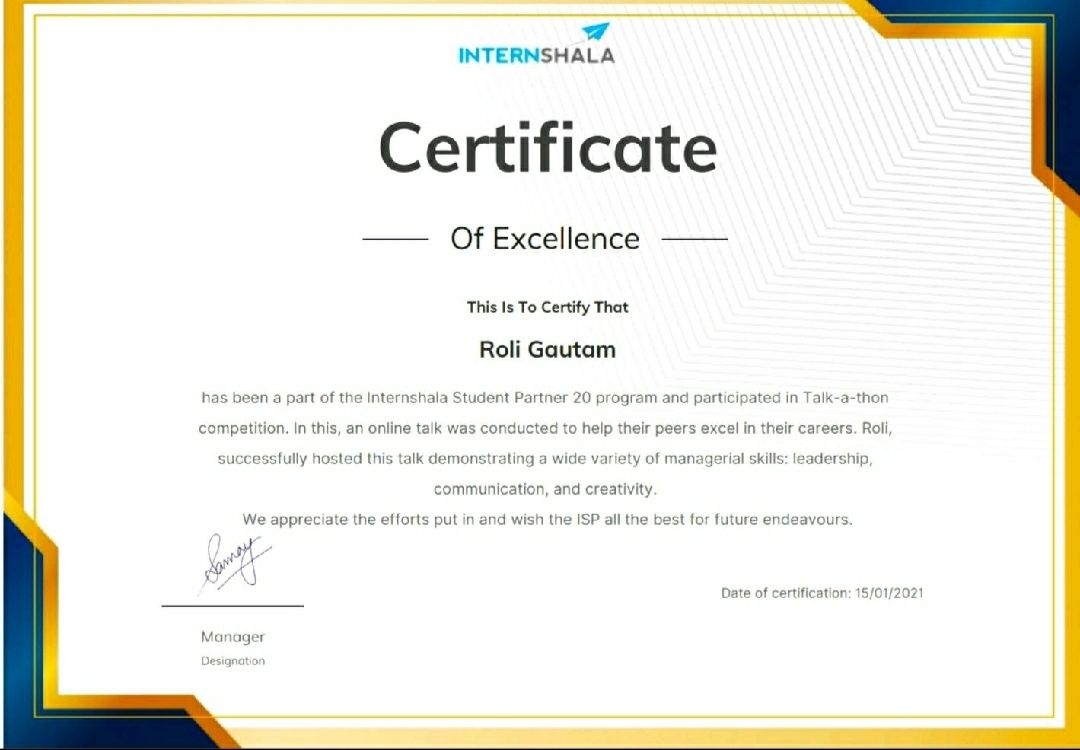 INTERNSHALA
Certificate
Of Excellence
This Is To Certify That
Roli Gautam
has been a part of the Internshala Student Partner 20 program and participated in Talk-a-thon
competition. In this, an online talk was conducted to help their peers excel in their careers. Roli,
successfully hosted this talk demonstrating a wide variety of managerial skills: leadership,
communication, and creativity.
We appreciate the efforts put in and wish the ISP all the best for future endeavours.
Samay
Date of certification: 15/01/2021
Manager
Designation